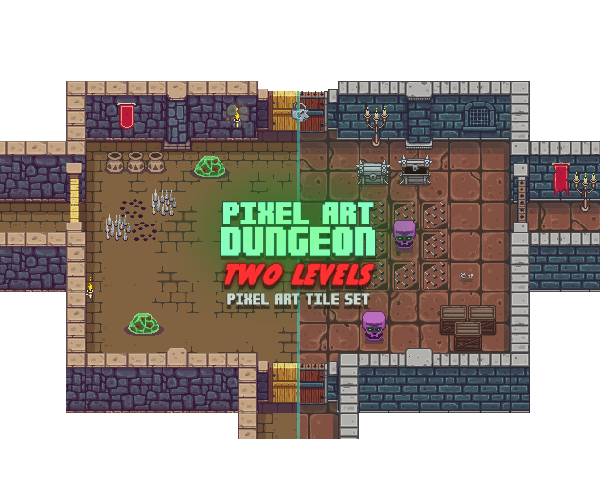 PIXEL ART
DUNGEON
TWO LEVELS
PIXEL ART TILE SET